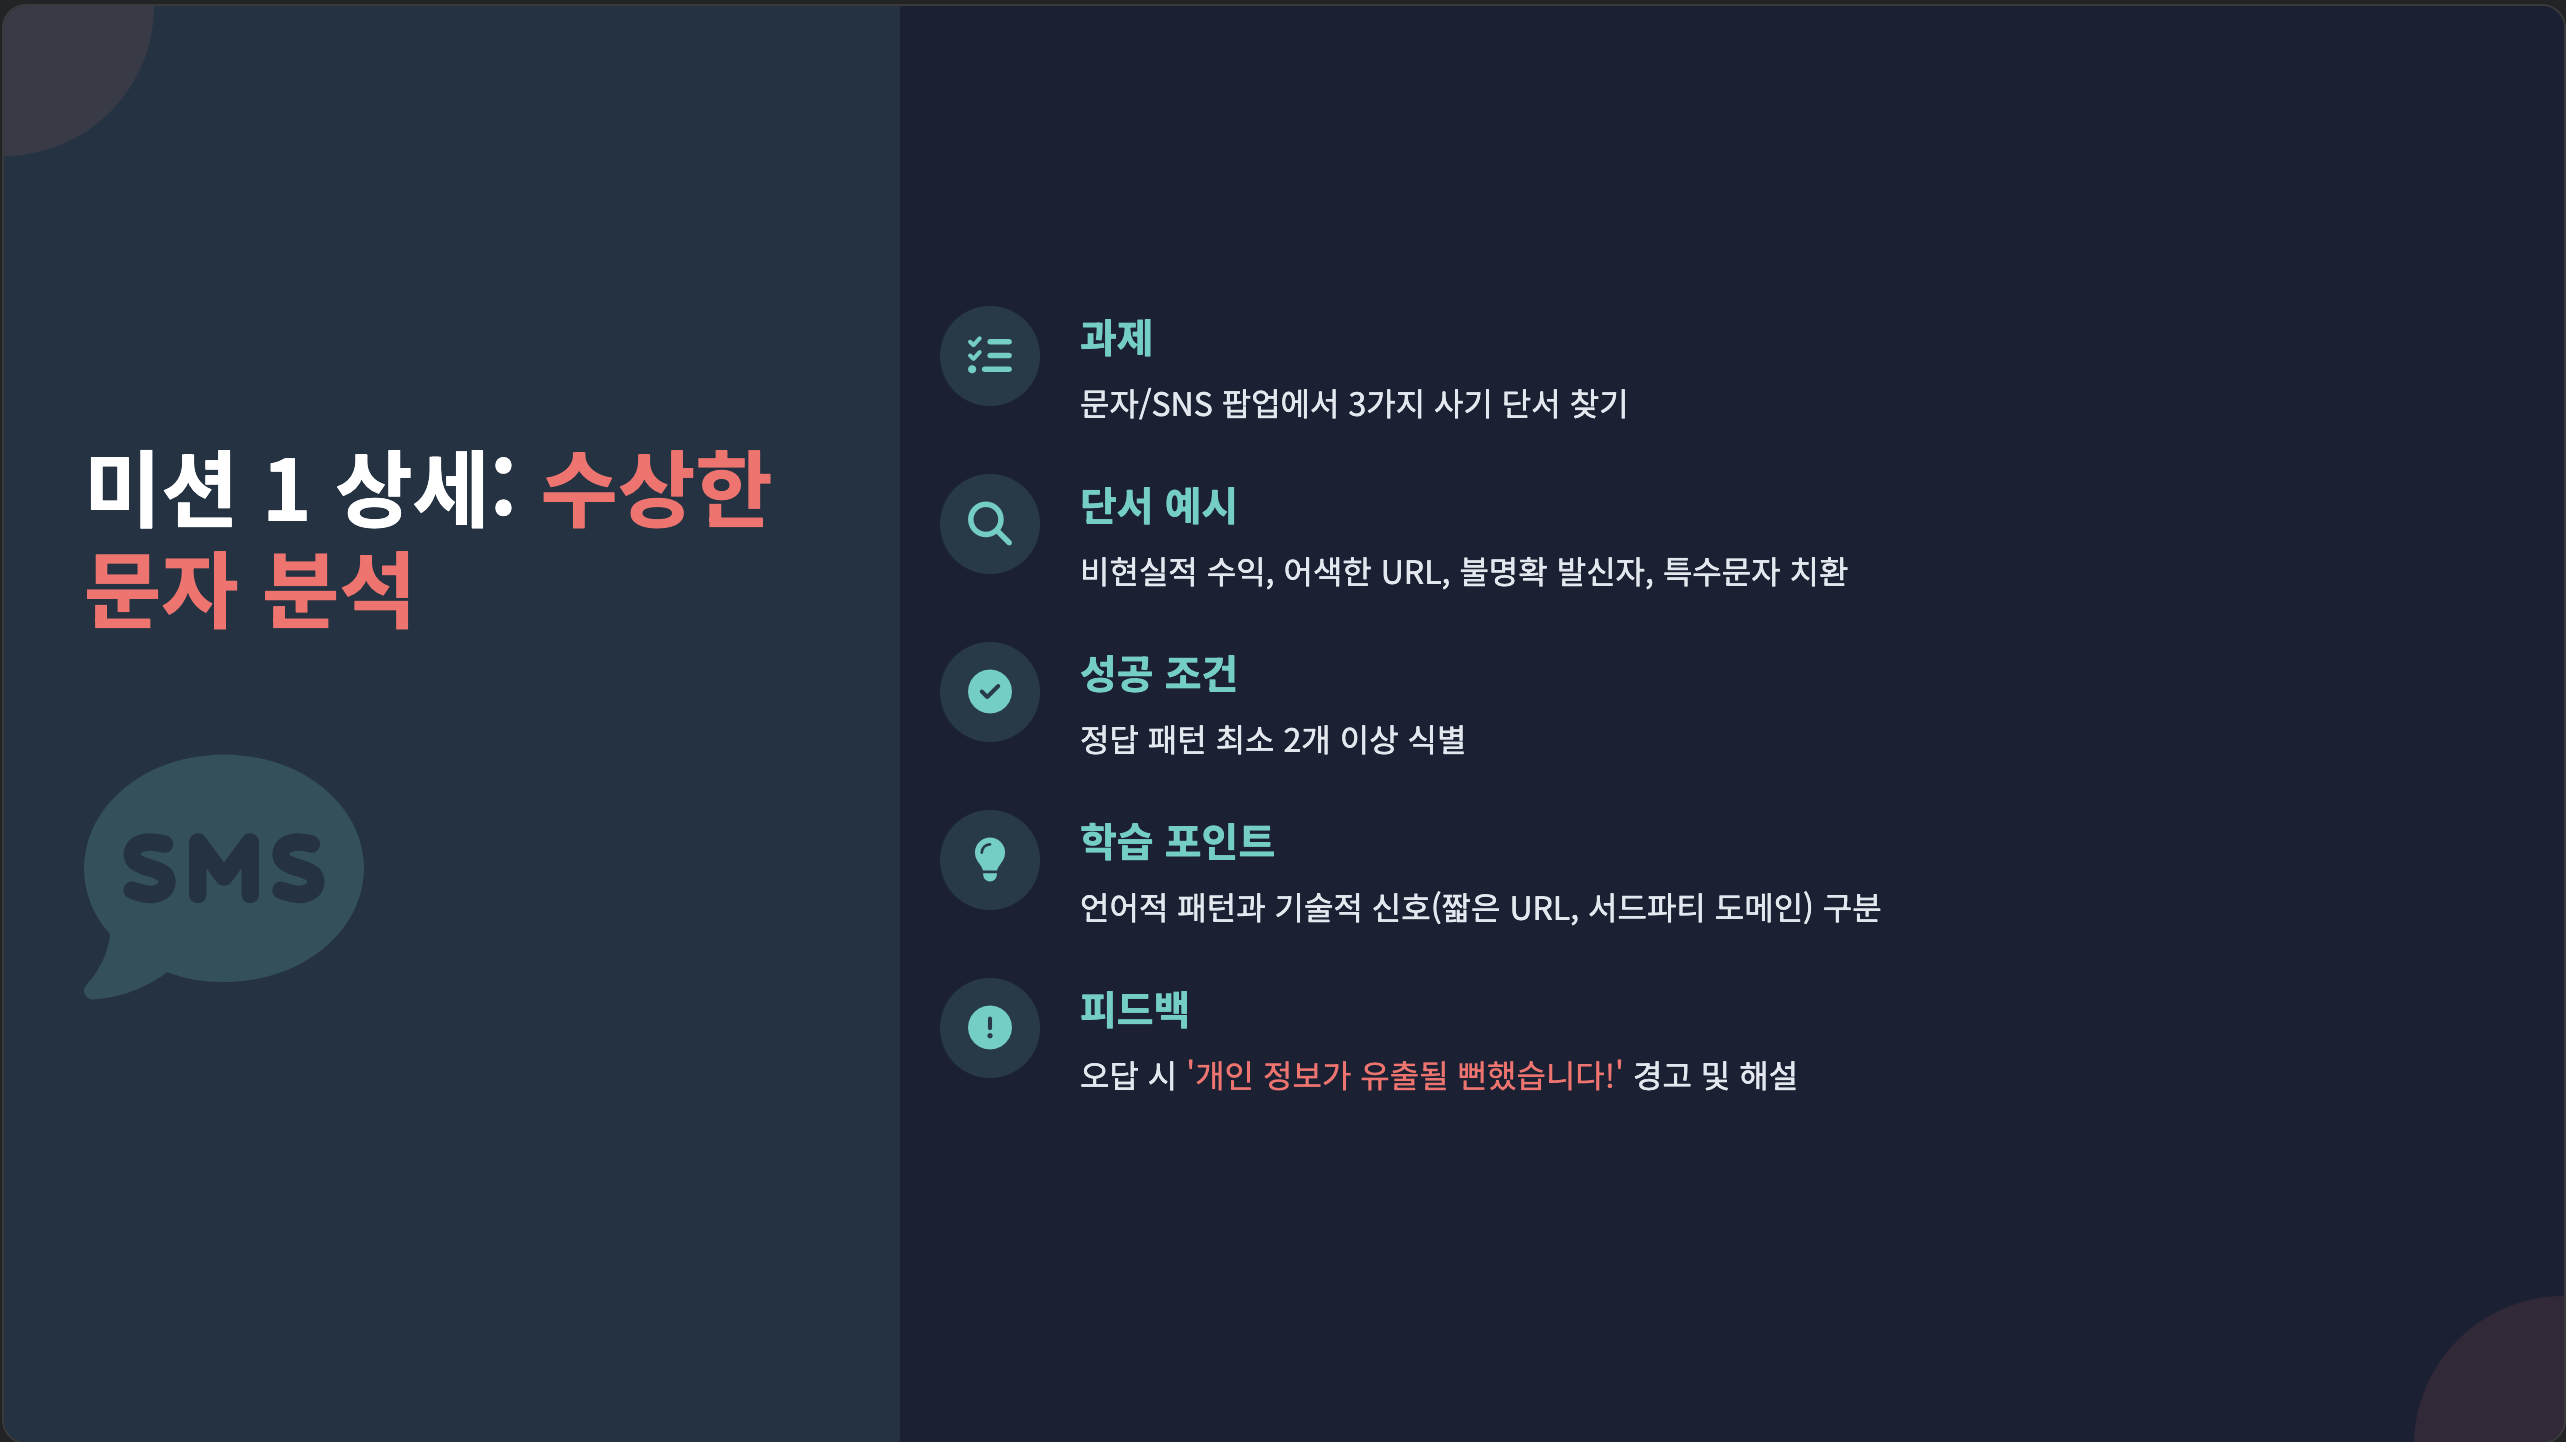 미션 1 상세: 수상한
문자 분석
SMS
과제
문자/SNS 팝업에서 3가지 사기 단서 찾기
단서 예시
비현실적 수익, 어색한 URL, 불명확 발신자, 특수문자 치환
성공 조건
정답 패턴 최소 2개 이상 식별
학습 포인트
언어적 패턴과 기술적 신호(짧은 URL, 서드파티 도메인) 구분
피드백
오답 시 '개인 정보가 유출될 뻔했습니다!' 경고 및 해설